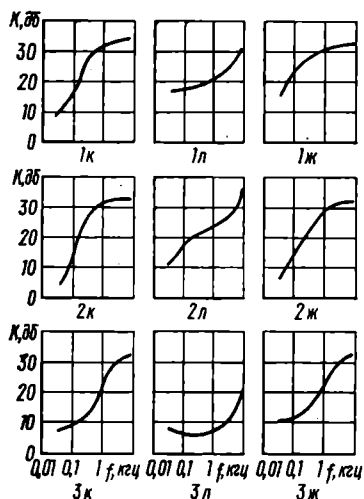 К, дб
30
20
10
0
1к
1л
1ж
К, дб
30
20
10
0
2к
2л
2ж
К, дб
30
20
10
0
0,01 0,1 1 f, кгц
0,01 0,1 1 f, кгц
0,01 0,1 1 f, кгц
3к
3л
3ж